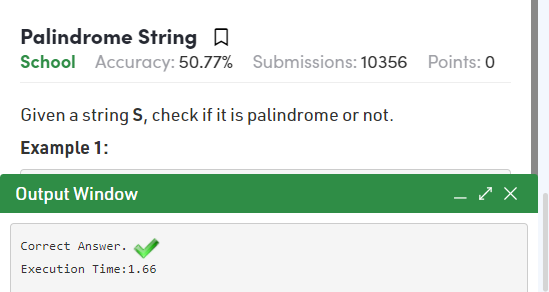 Palindrome String
School Accuracy: 50.77% Submissions: 10356 Points: 0
Given a string S, check if it is palindrome or not.
Example 1:
Output Window
Correct Answer.
Execution Time:1.66